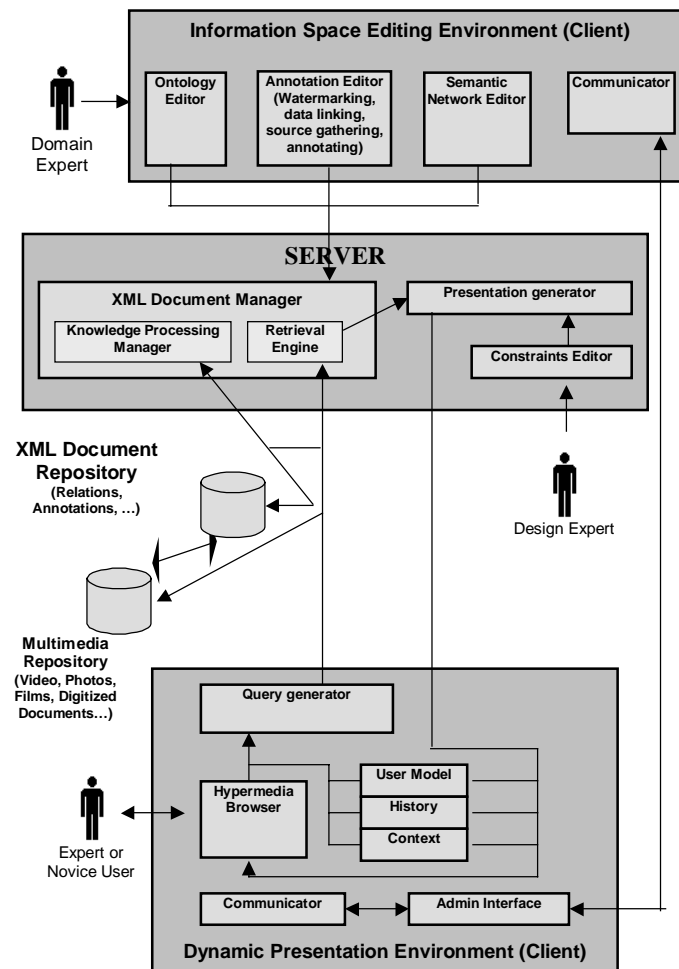 Information Space Editing Environment (Client)
Ontology
Editor
Annotation Editor
(Watermarking,
data linking,
source gathering,
annotating)
Semantic
Network Editor
Communicator
Domain
Expert
SERVER
XML Document Manager
Knowledge Processing
Manager
Retrieval
Engine
Presentation generator
Constraints Editor
XML Document
Repository
(Relations,
Annotations, …)
Design Expert
Multimedia
Repository
(Video, Photos,
Films, Digitized
Documents…)
Query generator
Hypermedia
Browser
User Model
History
Context
Expert or
Novice User
Communicator
Admin Interface
Dynamic Presentation Environment (Client)